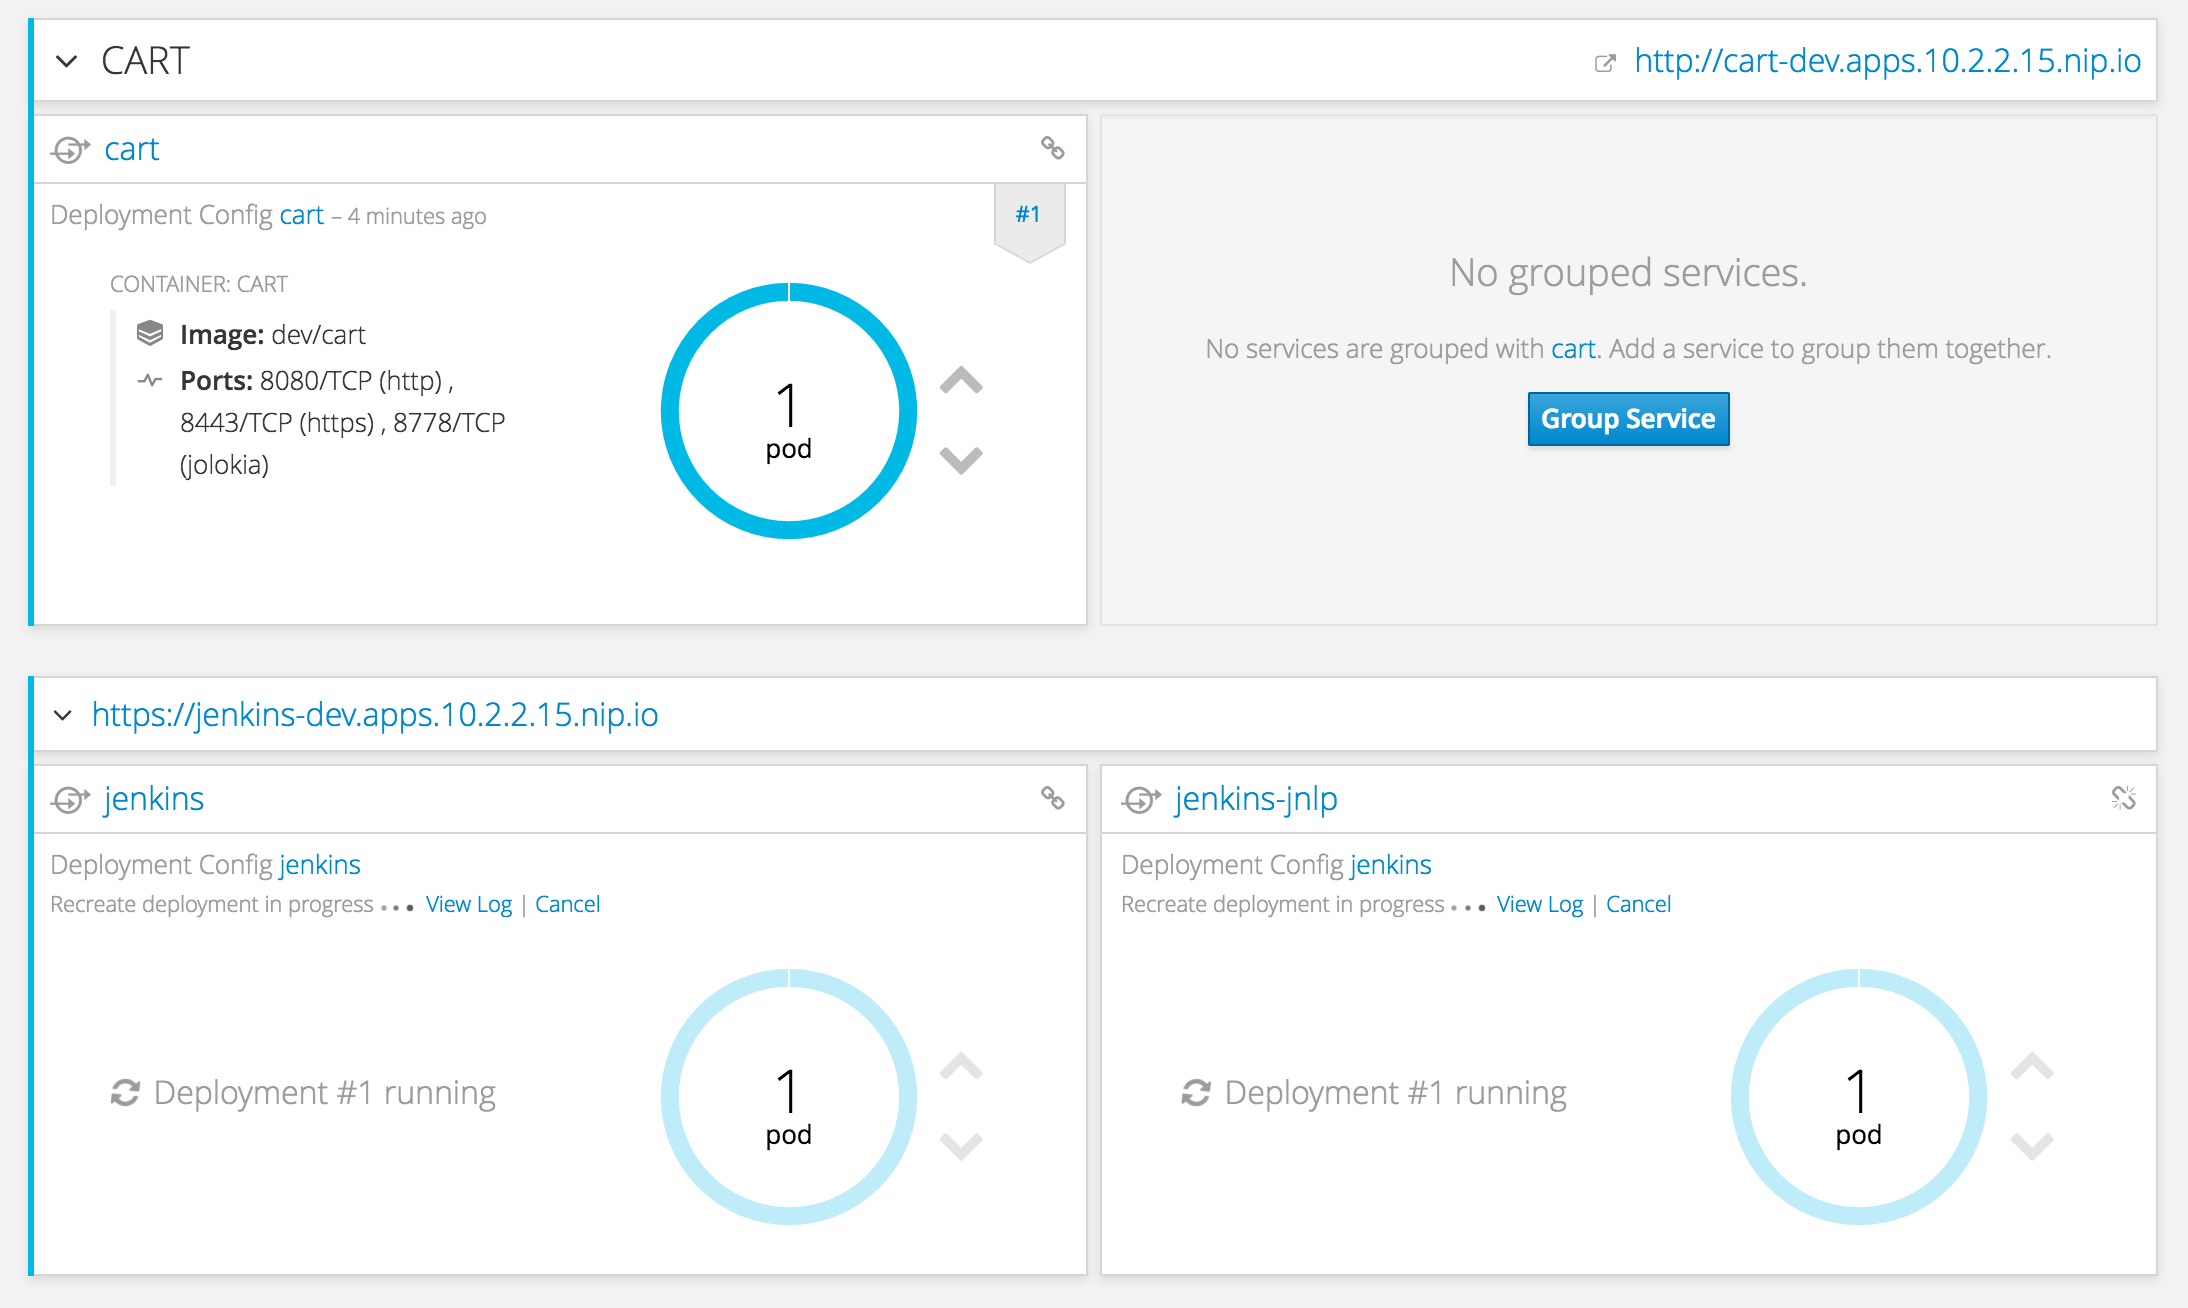 CART
http://cart-dev.apps.10.2.2.15.nip.io
cart
Deployment Config cart – 4 minutes ago
#1
CONTAINER: CART
Image: dev/cart
Ports: 8080/TCP (http) ,
8443/TCP (https) , 8778/TCP
(jolokia)
1
pod
No grouped services.
No services are grouped with cart. Add a service to group them together.
Group Service
https://jenkins-dev.apps.10.2.2.15.nip.io
jenkins
Deployment Config jenkins
Recreate deployment in progress ... View Log | Cancel
Deployment #1 running
1
pod
jenkins-jnlp
Deployment Config jenkins
Recreate deployment in progress ... View Log | Cancel
Deployment #1 running
1
pod